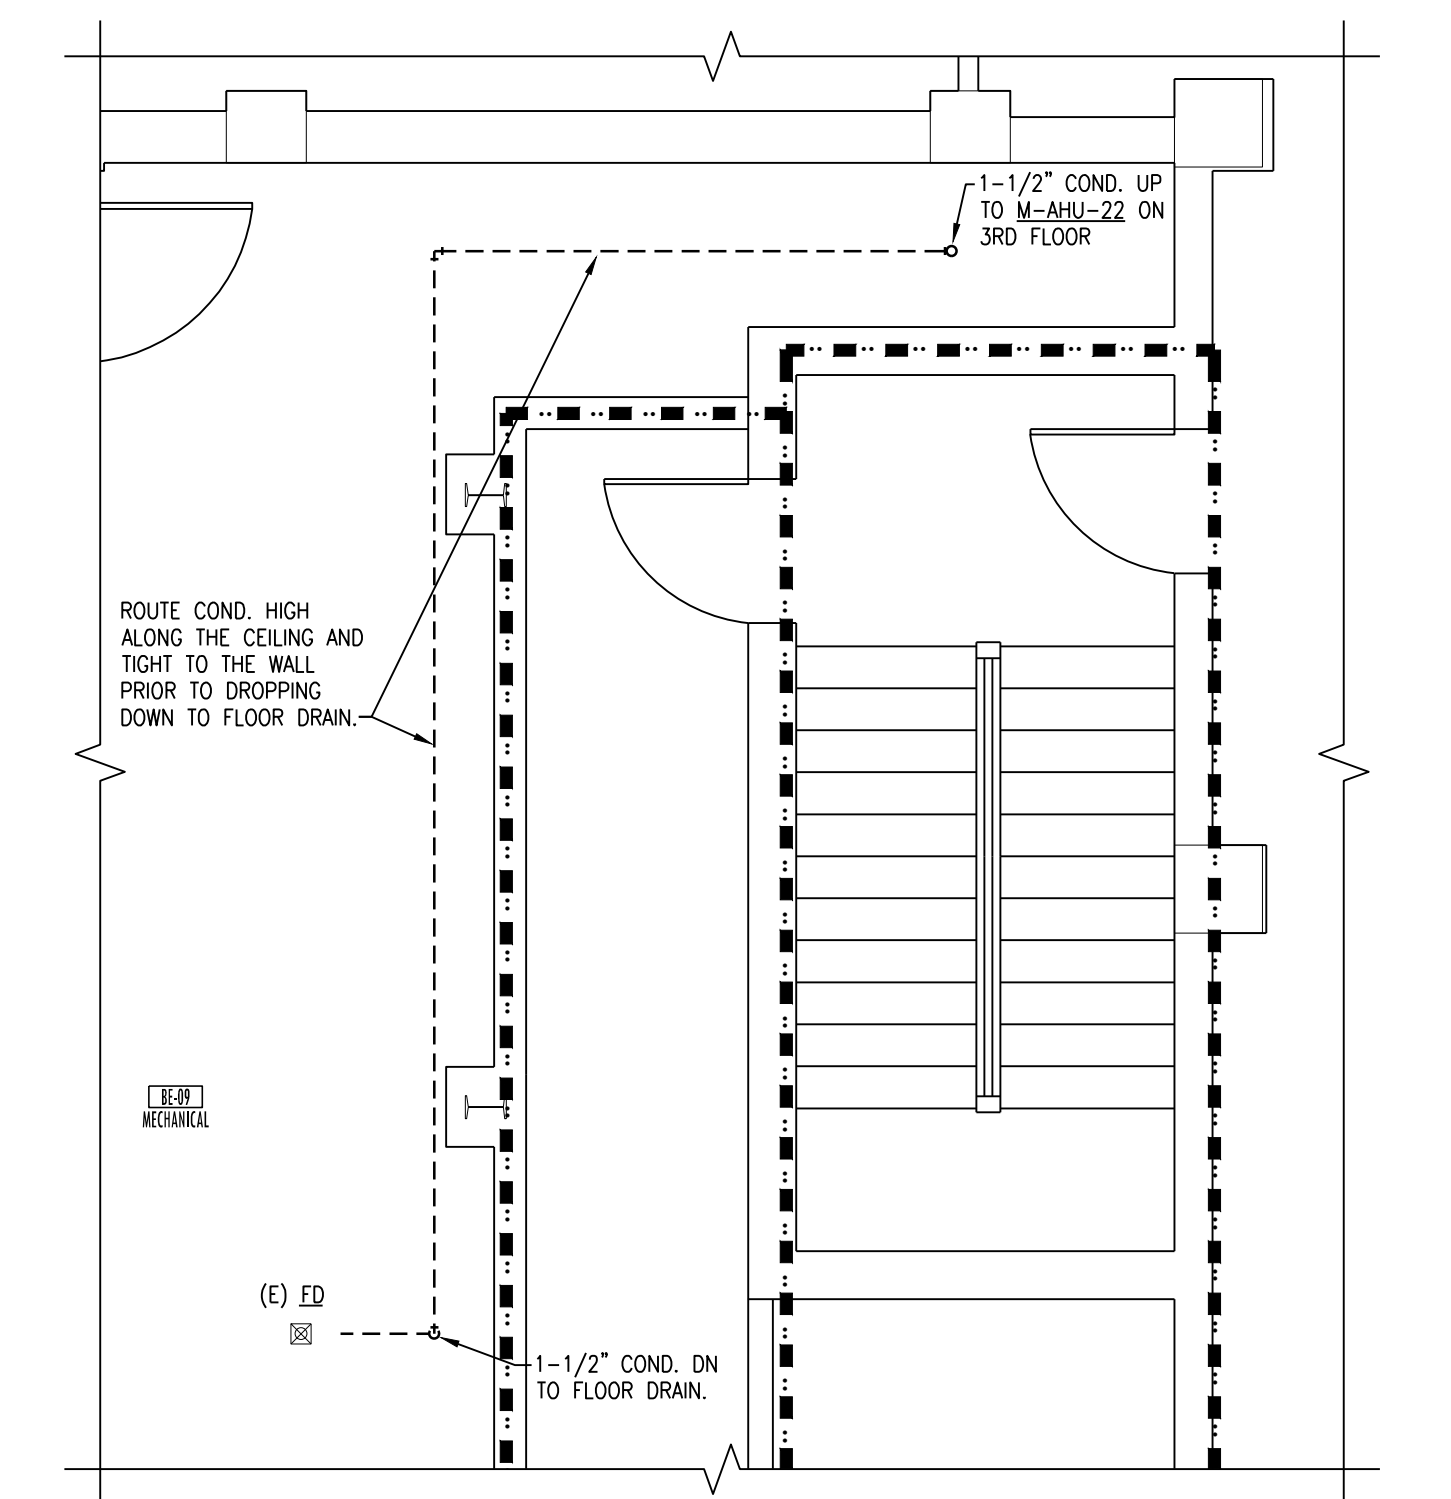 1-1/2" COND. UP
TO M-AHU-22 ON
3RD FLOOR
ROUTE COND. HIGH
ALONG THE CEILING AND
TIGHT TO THE WALL
PRIOR TO DROPPING
DOWN TO FLOOR DRAIN.
BE-09
MECHANICAL
(E) FD
1-1/2" COND. DN
TO FLOOR DRAIN.